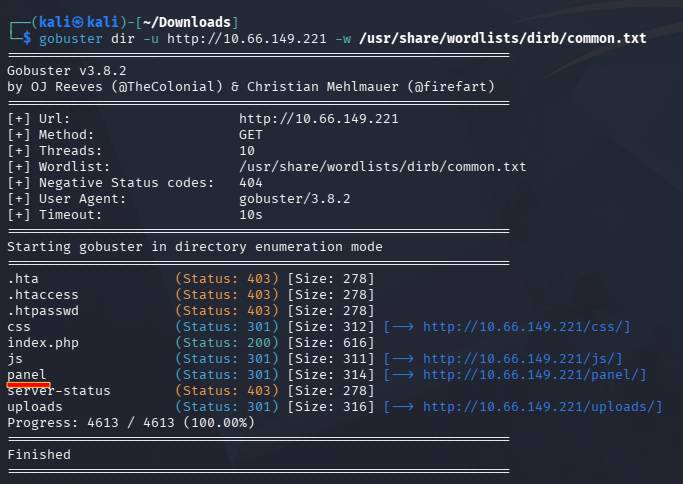 ┌──(kali㉿kali)-[~/Downloads]
└─$ gobuster dir -u http://10.66.149.221 -w /usr/share/wordlists/dirb/common.txt
===============================================================
Gobuster v3.8.2
by OJ Reeves (@TheColonial) & Christian Mehlmauer (@firefart)
===============================================================
[+] Url:                     http://10.66.149.221
[+] Method:                  GET
[+] Threads:                 10
[+] Wordlist:                /usr/share/wordlists/dirb/common.txt
[+] Negative Status codes:   404
[+] User Agent:              gobuster/3.8.2
[+] Timeout:                 10s
===============================================================
Starting gobuster in directory enumeration mode
===============================================================
.hta                 (Status: 403) [Size: 278]
.htaccess            (Status: 403) [Size: 278]
.htpasswd            (Status: 403) [Size: 278]
css                  (Status: 301) [Size: 312] [--> http://10.66.149.221/css/]
index.php            (Status: 200) [Size: 616]
js                   (Status: 301) [Size: 311] [--> http://10.66.149.221/js/]
panel                (Status: 301) [Size: 314] [--> http://10.66.149.221/panel/]
server-status        (Status: 403) [Size: 278]
uploads              (Status: 301) [Size: 316] [--> http://10.66.149.221/uploads/]
Progress: 4613 / 4613 (100.00%)
===============================================================
Finished
===============================================================